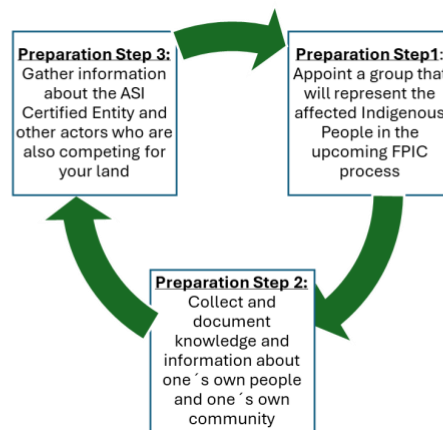 Preparation Step 3:
Gather information
about the ASI
Certified Entity and
other actors who are
also competing for
your land
Preparation Step1:
Appoint a group that
will represent the
affected Indigenous
People in the
upcoming FPIC
process
Preparation Step 2:
Collect and
document
knowledge and
information about
one´s own people
and one´s own
community